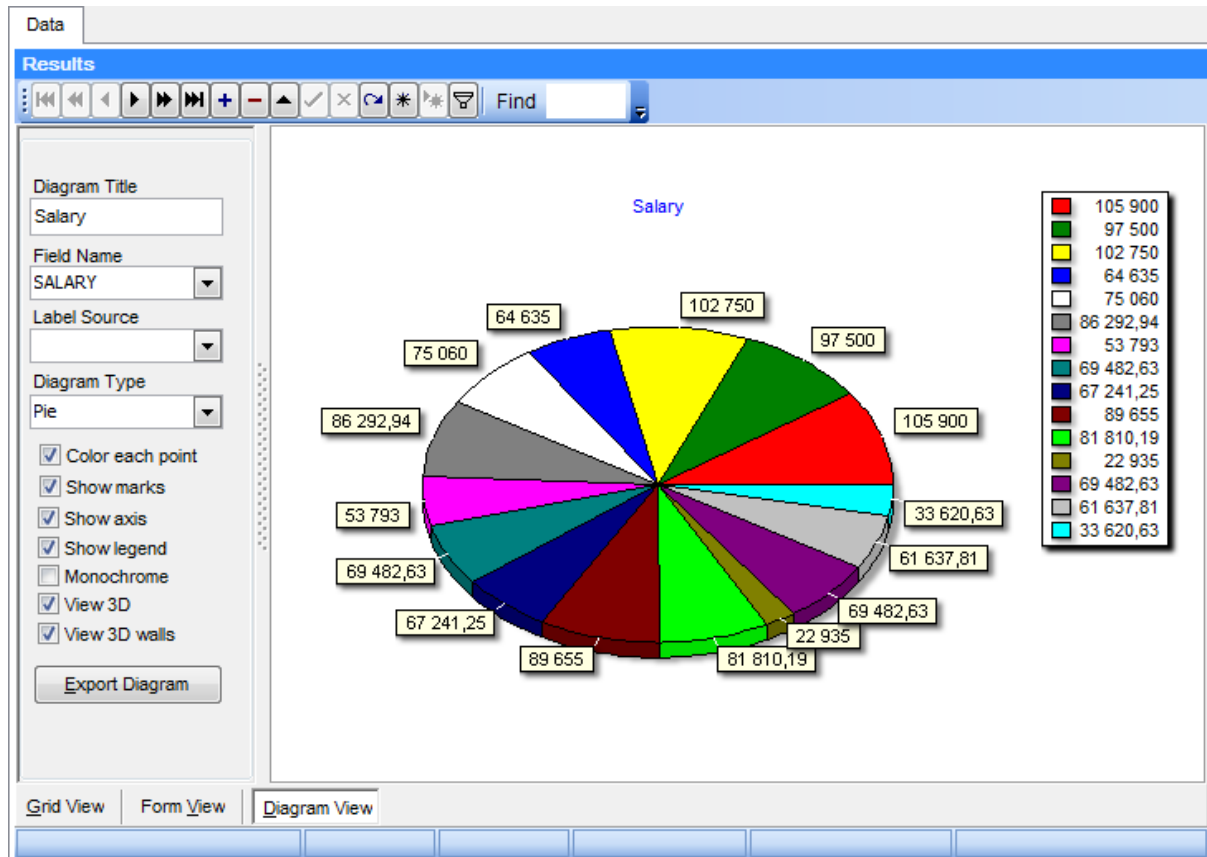 Data
Results
Find
Diagram Title
Salary
Field Name
SALARY
Label Source
Diagram Type
Pie
Color each point
Show marks
Show axis
Show legend
Monochrome
View 3D
View 3D walls
Export Diagram
Salary
102 750
64 635
97 500
75 060
86 292,94
105 900
53 793
33 620,63
69 482,63
61 637,81
67 241,25
69 482,63
22 935
89 655
81 810,19
105 900
97 500
102 750
64 635
75 060
86 292,94
53 793
69 482,63
67 241,25
89 655
81 810,19
22 935
69 482,63
61 637,81
33 620,63
Grid View
Form View
Diagram View